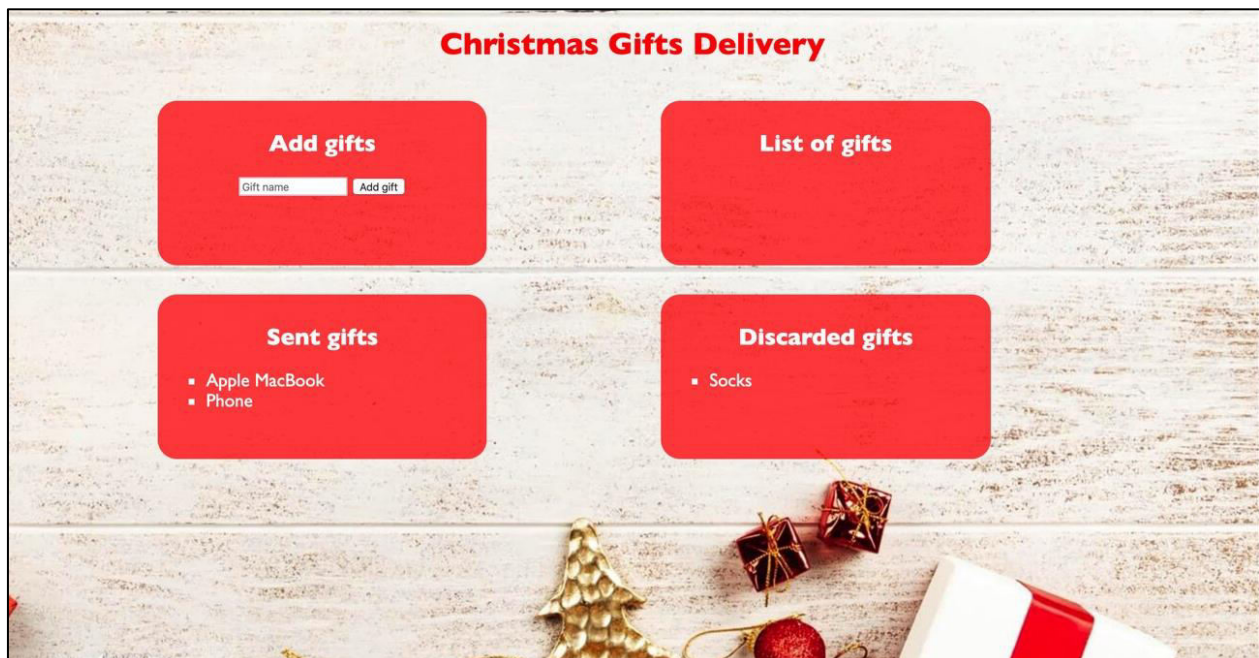 Christmas Gifts Delivery
Add gifts
Gift name
Add gift
List of gifts
Sent gifts
Apple MacBook
Phone
Discarded gifts
Socks